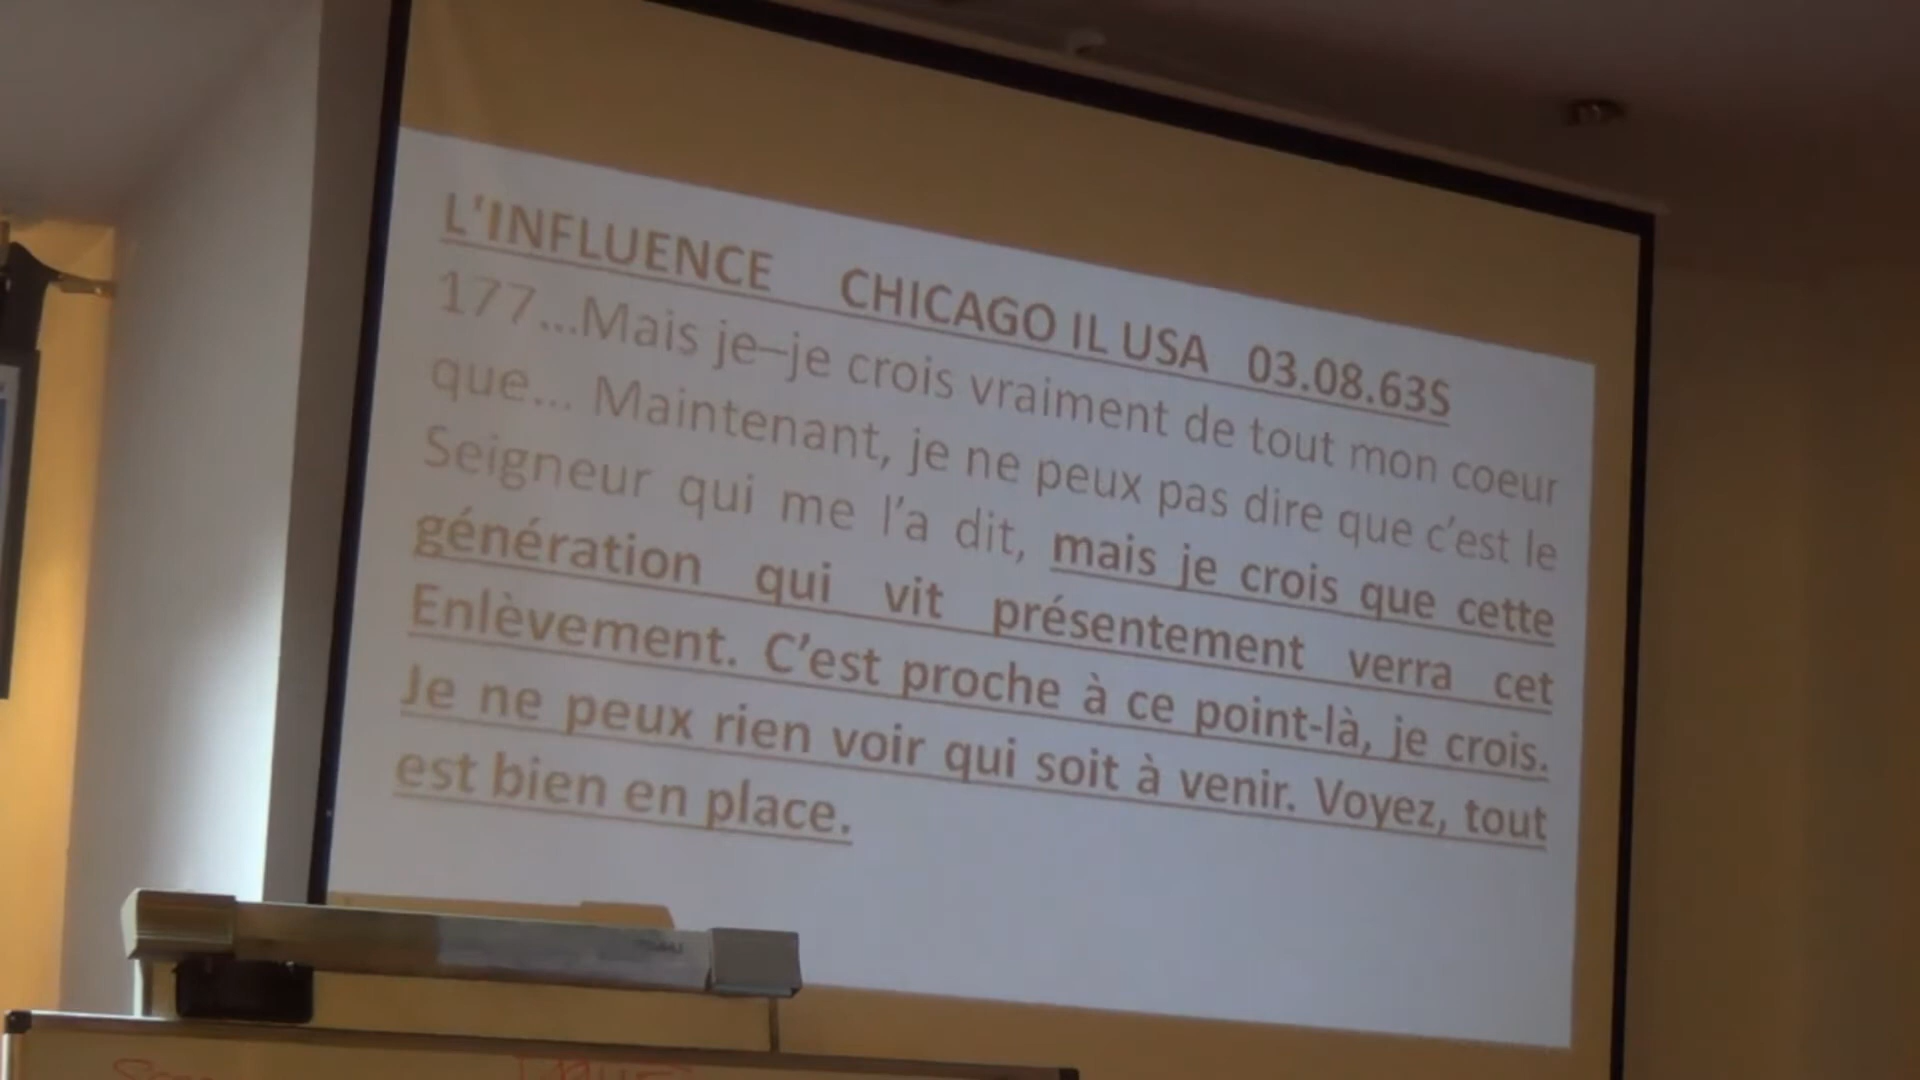 L'INFLUENCE CHICAGO IL USA 03.08.63S
177...Mais je–je crois vraiment de tout mon coeur
que... Maintenant, je ne peux pas dire que c'est le
Seigneur qui me l'a dit, mais je crois que cette
génération qui vit présentement verra cet
Enlèvement. C'est proche à ce point-là, je crois.
Je ne peux rien voir qui soit à venir. Voyez, tout
est bien en place.